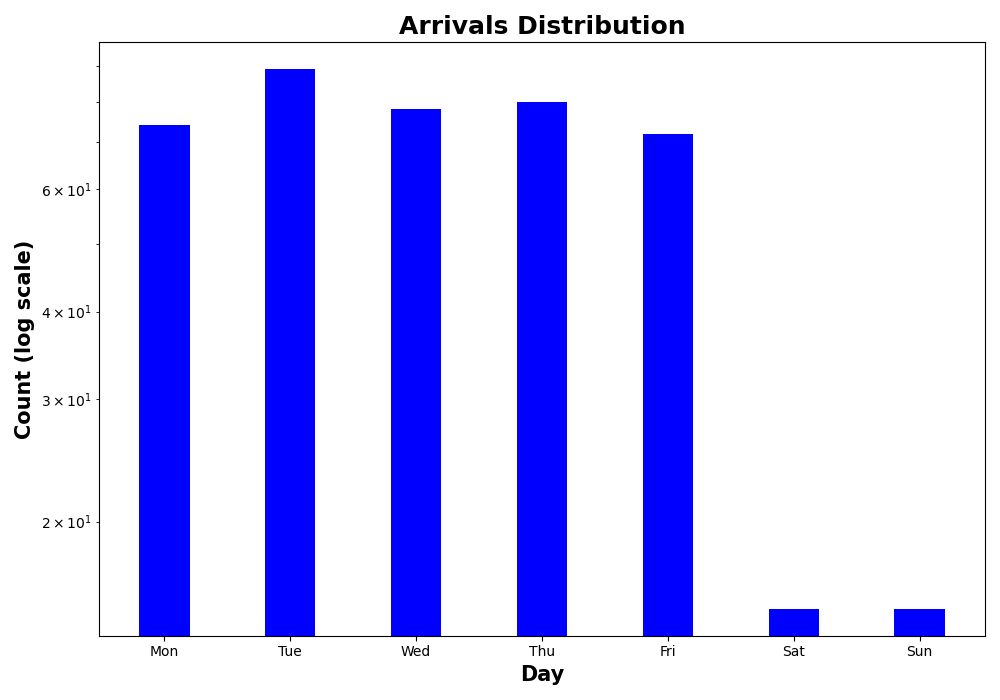 Arrivals Distribution
Count (log scale)
6 × 10¹
4 × 10¹
3 × 10¹
2 × 10¹
Mon Tue Wed Thu Fri Sat Sun
Day